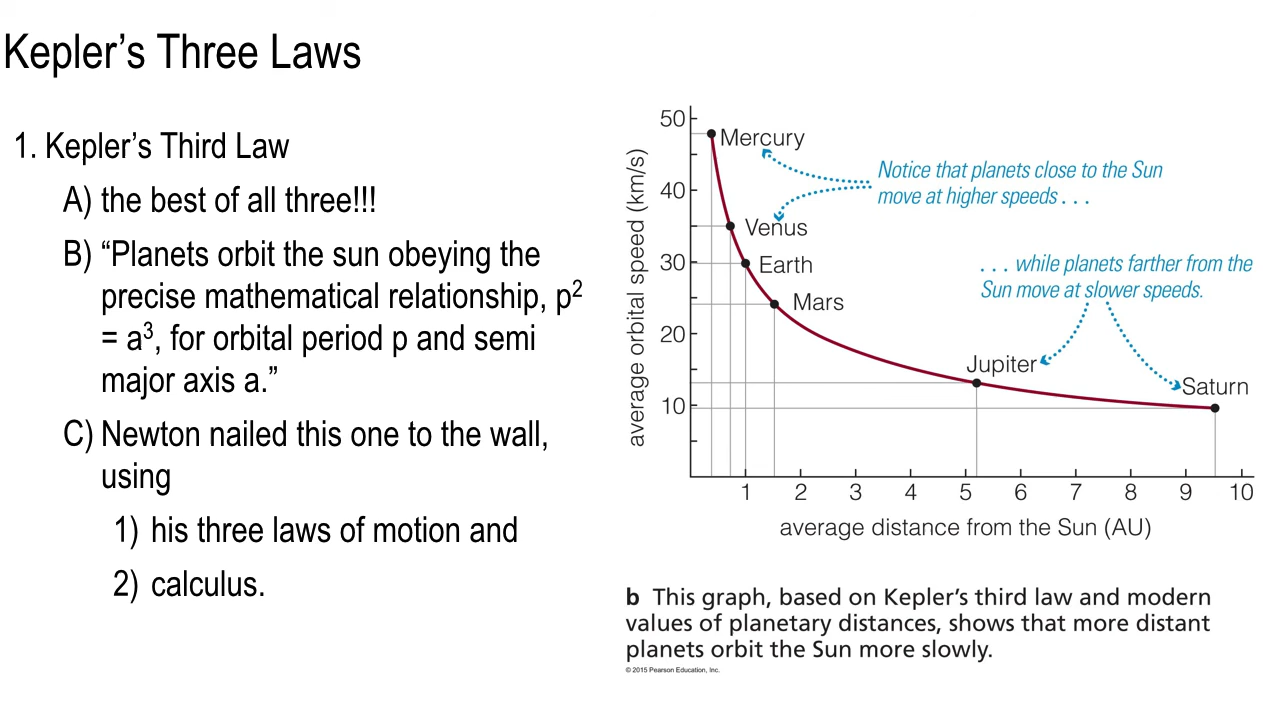 Kepler’s Three Laws
1. Kepler’s Third Law
A) the best of all three!!!
B) “Planets orbit the sun obeying the
precise mathematical relationship, p²
= a³, for orbital period p and semi
major axis a.”
C) Newton nailed this one to the wall,
using
1) his three laws of motion and
2) calculus.
average orbital speed (km/s)
50
40
30
20
10
Mercury
Venus
Earth
Mars
Jupiter
Saturn
Notice that planets close to the Sun
move at higher speeds . . .
. . . while planets farther from the
Sun move at slower speeds.
1 2 3 4 5 6 7 8 9 10
average distance from the Sun (AU)
b This graph, based on Kepler’s third law and modern
values of planetary distances, shows that more distant
planets orbit the Sun more slowly.
© 2015 Pearson Education, Inc.